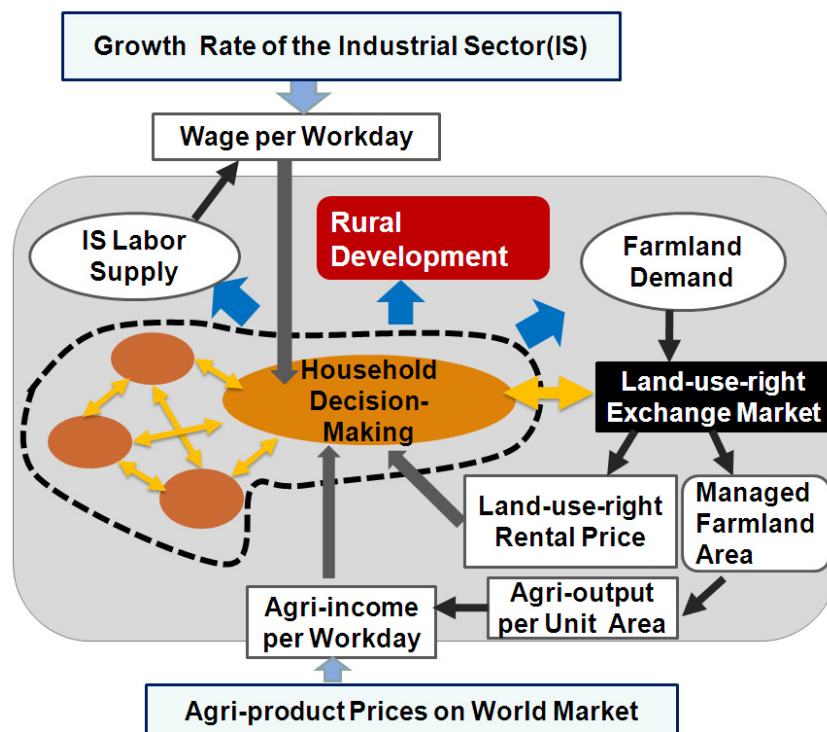 Growth Rate of the Industrial Sector(IS)
Wage per Workday
IS Labor
Supply
Rural
Development
Farmland
Demand
Household
Decision-
Making
Land-use-right
Exchange Market
Land-use-right
Rental Price
Managed
Farmland
Area
Agri-income
per Workday
Agri-output
per Unit Area
Agri-product Prices on World Market